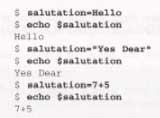 $ salutation=Hello
$ echo $salutation
Hello
$ salutation="Yes Dear"
$ echo $salutation
Yes Dear
$ salutation=7+5
$ echo $salutation
7+5